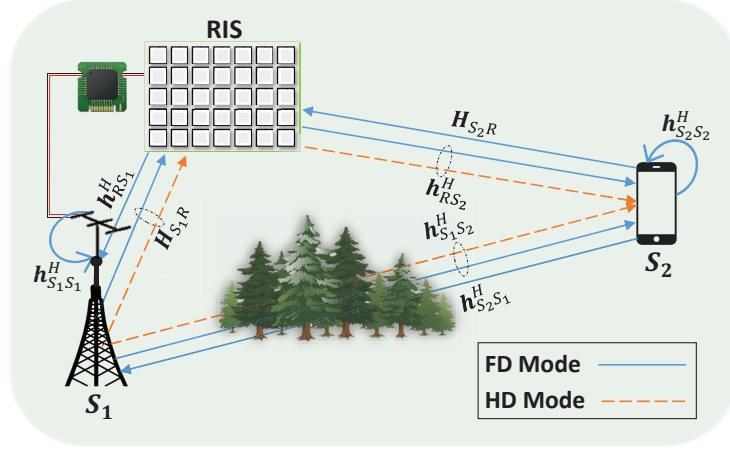 RIS
H_{S_2R}
h^H_{S_2S_2}
h^H_{RS_1}
H_{S_1R}
h^H_{RS_2}
h^H_{S_1S_2}
S_2
h^H_{S_1S_1}
h^H_{S_2S_1}
S_1
FD Mode
HD Mode